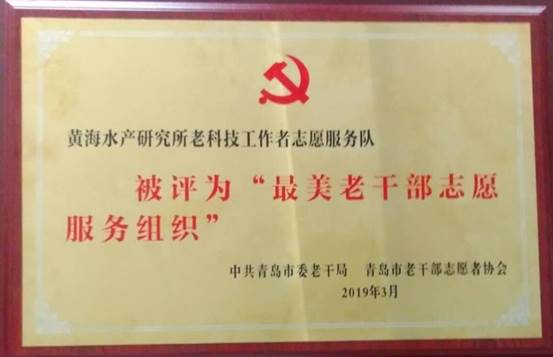 黄海水产研究所老科技工作者志愿服务队
被评为“最美老干部志愿
服务组织”
中共青岛市委老干局 青岛市老干部志愿者协会
2019年3月